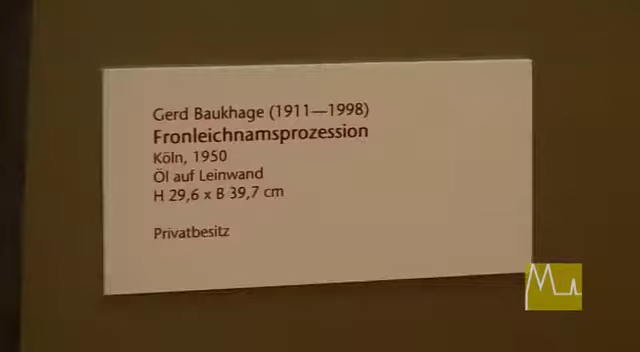 Gerd Baukhage (1911—1998)
Fronleichnamsprozession
Köln, 1950
Öl auf Leinwand
H 29,6 x B 39,7 cm
Privatbesitz